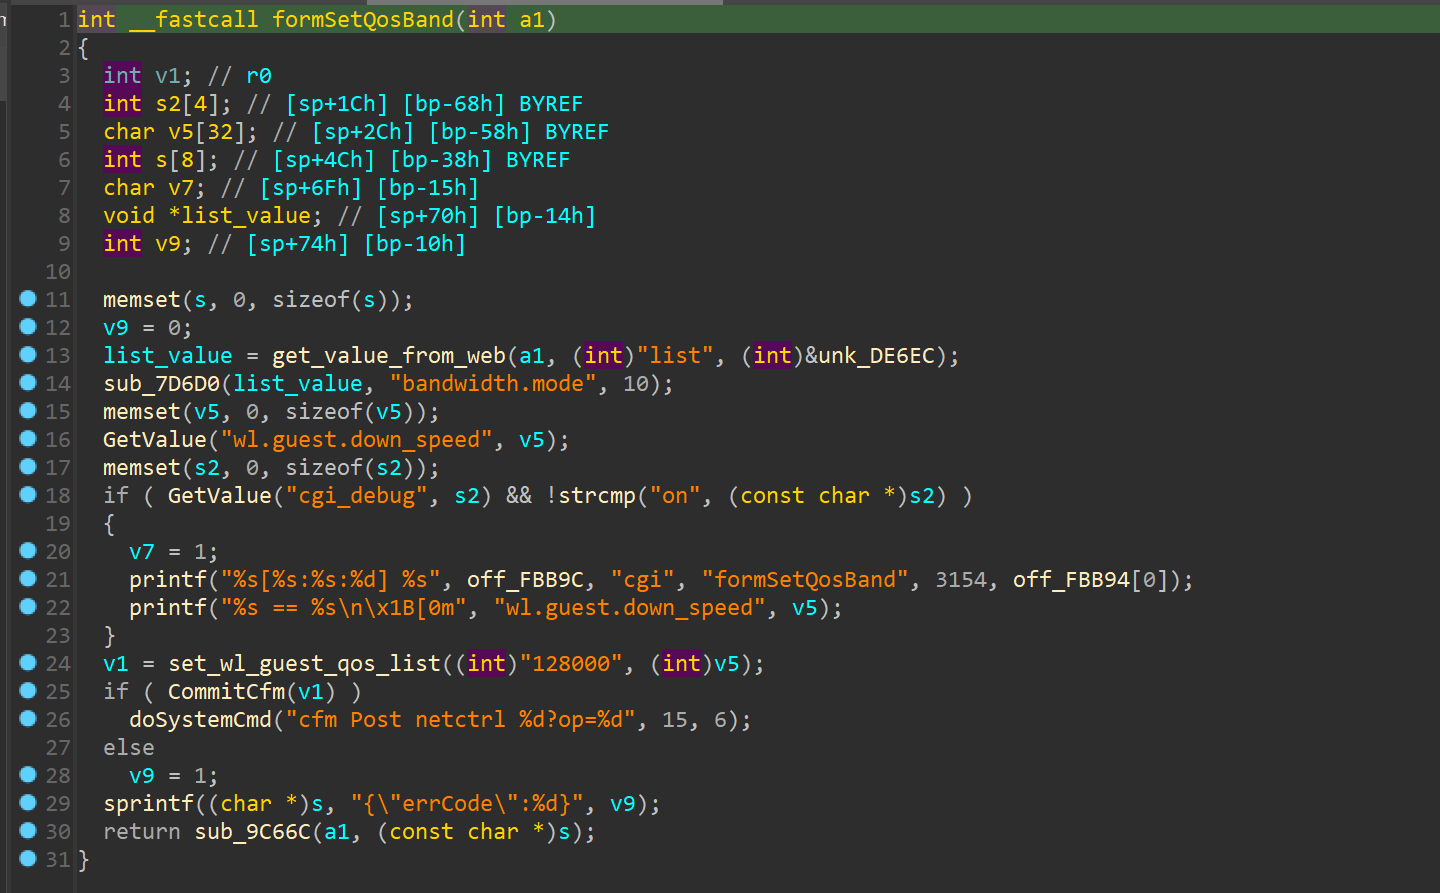 1 int __fastcall formSetQosBand(int a1)
2 {
3 int v1; // r0
4 int s2[4]; // [sp+1Ch] [bp-68h] BYREF
5 char v5[32]; // [sp+2Ch] [bp-58h] BYREF
6 int s[8]; // [sp+4Ch] [bp-38h] BYREF
7 char v7; // [sp+6Fh] [bp-15h]
8 void *list_value; // [sp+70h] [bp-14h]
9 int v9; // [sp+74h] [bp-10h]
10
11 memset(s, 0, sizeof(s));
12 v9 = 0;
13 list_value = get_value_from_web(a1, (int)"list", (int)&unk_DE6EC);
14 sub_7D6D0(list_value, "bandwidth.mode", 10);
15 memset(v5, 0, sizeof(v5));
16 GetValue("wl.guest.down_speed", v5);
17 memset(s2, 0, sizeof(s2));
18 if ( GetValue("cgi_debug", s2) && !strcmp("on", (const char *)s2) )
19 {
20 v7 = 1;
21 printf("%s[%s:%s:%d] %s", off_FBB9C, "cgi", "formSetQosBand", 3154, off_FBB94[0]);
22 printf("%s == %s\n\x1B[0m", "wl.guest.down_speed", v5);
23 }
24 v1 = set_wl_guest_qos_list((int)"128000", (int)v5);
25 if ( CommitCfm(v1) )
26 doSystemCmd("cfm Post netctrl %d?op=%d", 15, 6);
27 else
28 v9 = 1;
29 sprintf((char *)s, "{\"errCode\":%d}", v9);
30 return sub_9C66C(a1, (const char *)s);
31 }